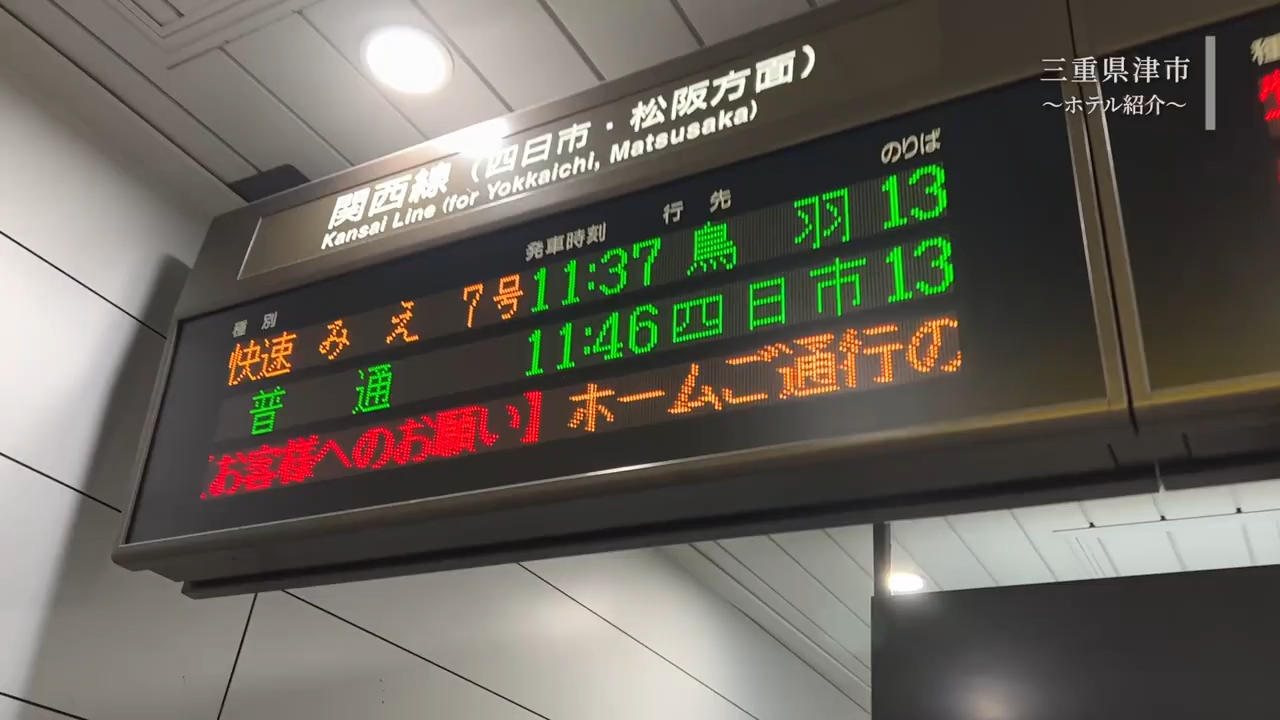 三重県津市
〜ホテル紹介〜
関西線（四日市・松阪方面）
Kansai Line (for Yokkaichi, Matsusaka)
種別 発車時刻 行先 のりば
快速 みえ 7号 11:37 鳥羽 13
普通 11:46 四日市 13
お客様へのお願い】 ホームご通行の